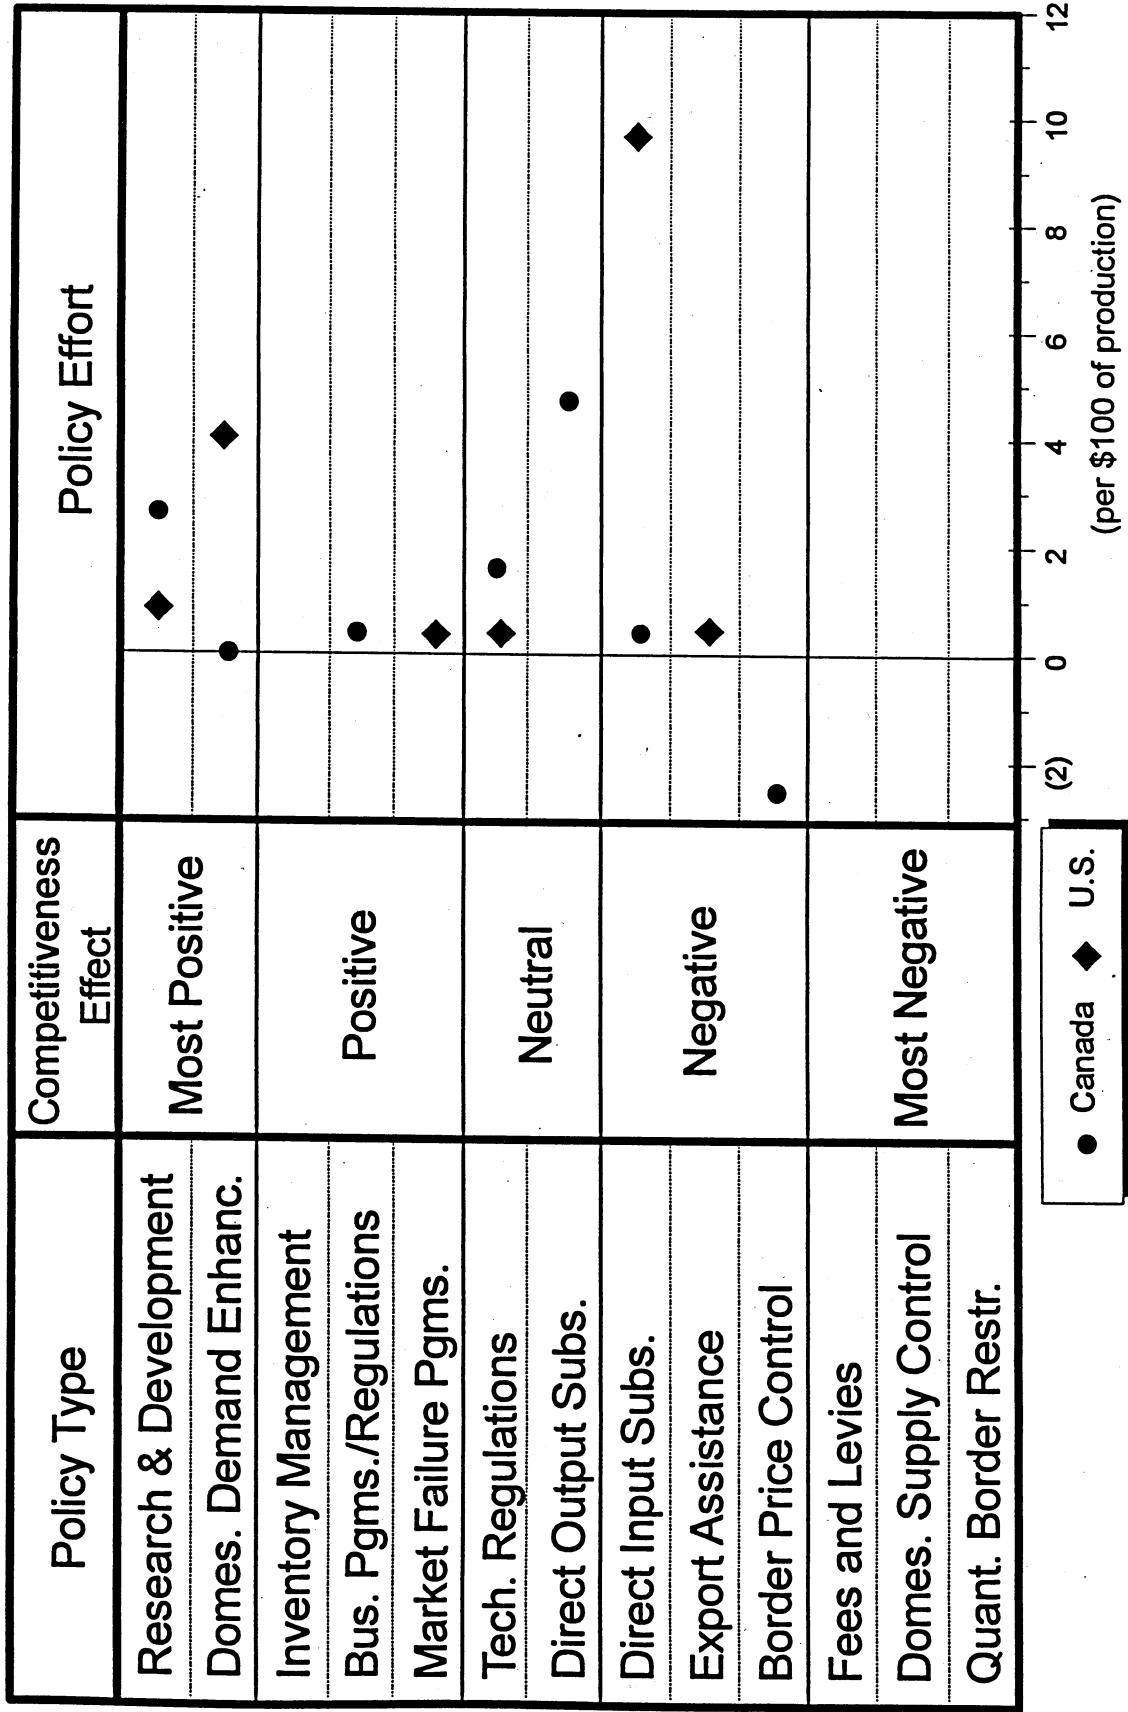 Policy Type
Competitiveness
Effect
Policy Effort
Research & Development
Domes. Demand Enhanc.
Most Positive
Inventory Management
Bus. Pgms./Regulations
Market Failure Pgms.
Positive
Tech. Regulations
Direct Output Subs.
Neutral
Direct Input Subs.
Export Assistance
Border Price Control
Negative
Fees and Levies
Domes. Supply Control
Quant. Border Restr.
Most Negative
(2) 0 2 4 6 8 10 12
(per $100 of production)
Canada U.S.